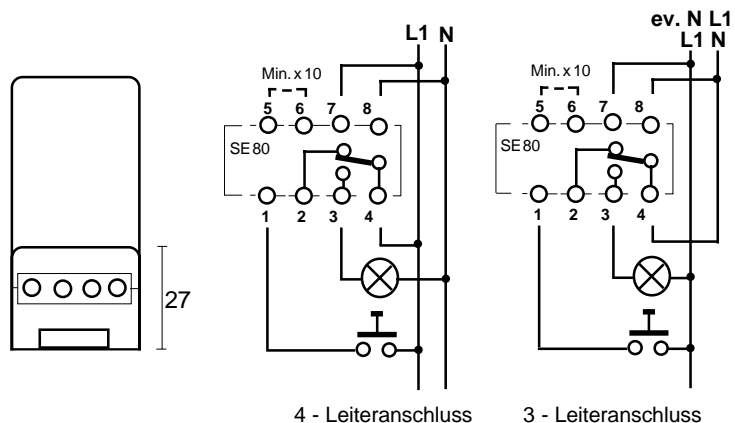 27
L1 N
Min. x 10
5 6 7 8
SE 80
1 2 3 4
4 - Leiteranschluss
ev. N L1
L1 N
Min. x 10
5 6 7 8
SE 80
1 2 3 4
3 - Leiteranschluss